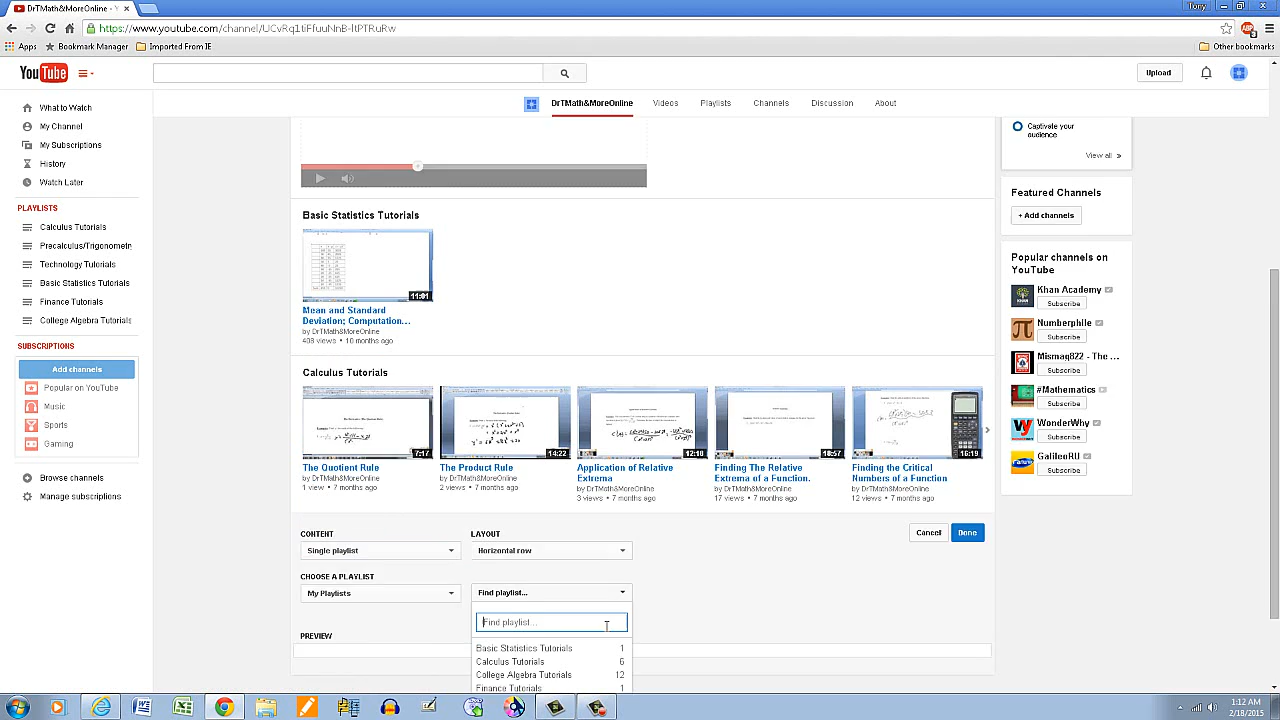 DrTMath&MoreOnline - Y
Tony
https://www.youtube.com/channel/UCvRq1tiFfuuNnB-ltPTRuRw
Apps
Bookmark Manager
Imported From IE
Other bookmarks
YouTube
Upload
DrTMath&MoreOnline
Videos
Playlists
Channels
Discussion
About
What to Watch
My Channel
My Subscriptions
History
Watch Later
PLAYLISTS
Calculus Tutorials
Precalculus/Trigonometry
Technology Tutorials
Basic Statistics Tutorials
Finance Tutorials
College Algebra Tutorials
SUBSCRIPTIONS
Add channels
Popular on YouTube
Music
Sports
Gaming
Browse channels
Manage subscriptions
Basic Statistics Tutorials
11:01
Mean and Standard
Deviation; Computation...
by DrTMath&MoreOnline
408 views • 10 months ago
Calculus Tutorials
7:17
The Quotient Rule
by DrTMath&MoreOnline
1 view • 7 months ago
14:22
The Product Rule
by DrTMath&MoreOnline
2 views • 7 months ago
12:18
Application of Relative
Extrema
by DrTMath&MoreOnline
3 views • 7 months ago
18:57
Finding The Relative
Extrema of a Function.
by DrTMath&MoreOnline
17 views • 7 months ago
16:19
Finding the Critical
Numbers of a Function
by DrTMath&MoreOnline
12 views • 7 months ago
CONTENT
Single playlist
LAYOUT
Horizontal row
Cancel
Done
CHOOSE A PLAYLIST
My Playlists
Find playlist...
Find playlist...
Basic Statistics Tutorials 1
Calculus Tutorials 6
College Algebra Tutorials 12
Finance Tutorials 1
PREVIEW
Captivate your
audience
View all »
Featured Channels
+ Add channels
Popular channels on
YouTube
Khan Academy
Subscribe
Numberphile
Subscribe
Mismag822 - The ...
Subscribe
#Mathematics
Subscribe
WonderWhy
Subscribe
GalileoRU
Subscribe
1:12 AM
2/18/2015